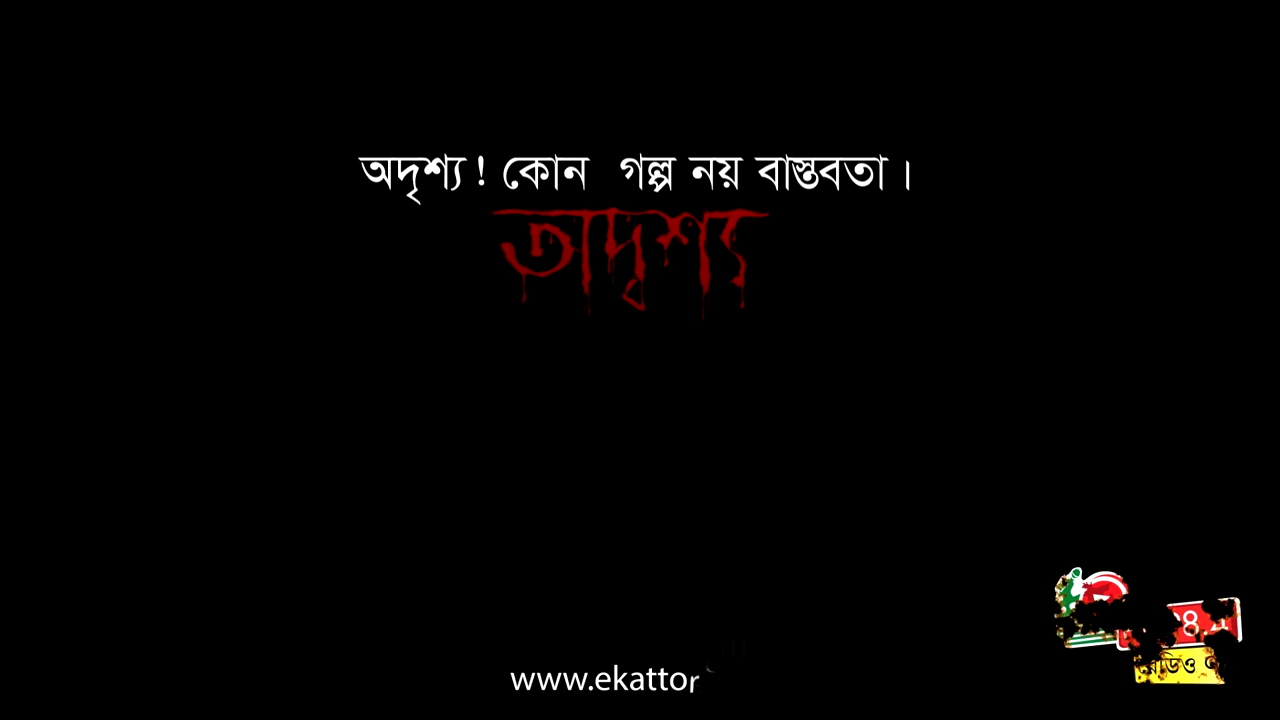 অদৃশ্য! কোন গল্প নয় বাস্তবতা।
অদৃশ্য
রেডিও
www.ekattor